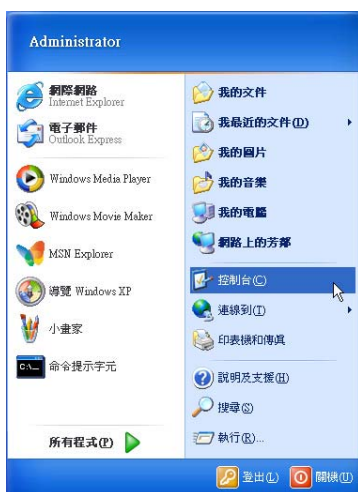 Administrator
網際網路
Internet Explorer
電子郵件
Outlook Express
Windows Media Player
Windows Movie Maker
MSN Explorer
導覽 Windows XP
小畫家
C:\_
命令提示字元
所有程式(P)
我的文件
我最近的文件(D)
我的圖片
我的音樂
我的電腦
網路上的芳鄰
控制台(C)
連線到(T)
印表機和傳真
說明及支援(H)
搜尋(S)
執行(R)...
登出(L)
關機(U)